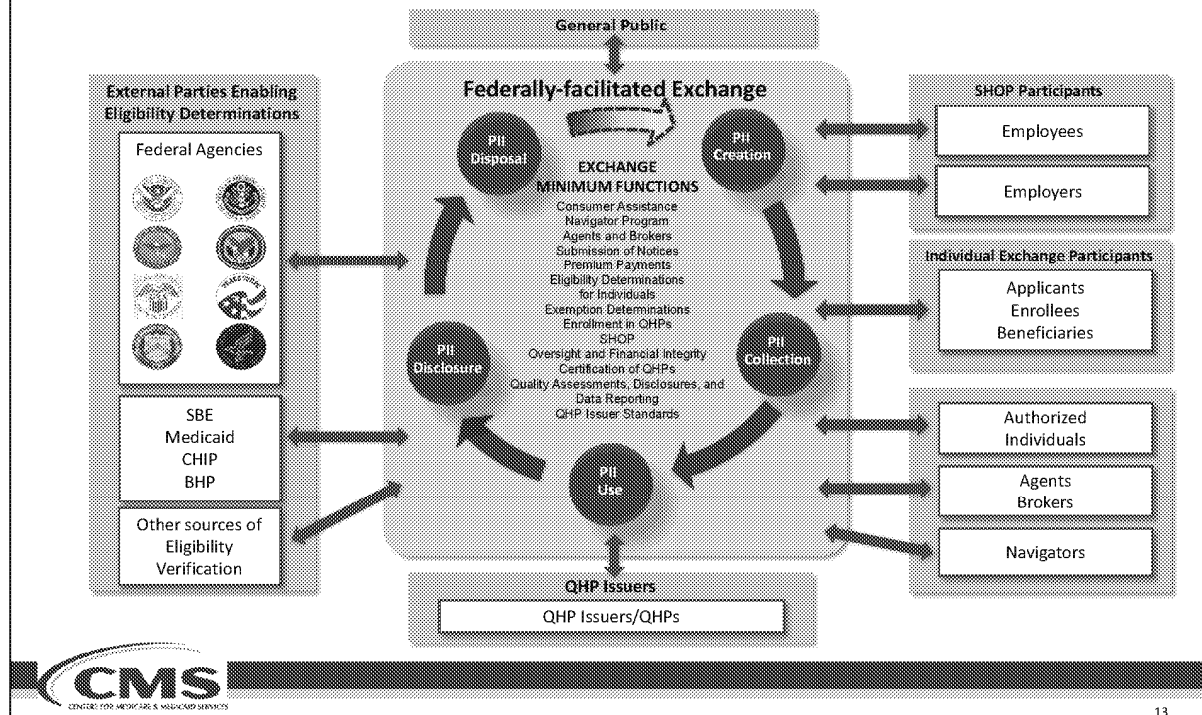 General Public
External Parties Enabling
Eligibility Determinations
Federal Agencies
SBE
Medicaid
CHIP
BHP
Other sources of
Eligibility
Verification
Federally-facilitated Exchange
PII
Disposal
PII
Creation
PII
Collection
PII
Use
PII
Disclosure
EXCHANGE
MINIMUM FUNCTIONS
Consumer Assistance
Navigator Program
Agents and Brokers
Submission of Notices
Premium Payments
Eligibility Determinations
for Individuals
Exemption Determinations
Enrollment in QHPs
SHOP
Oversight and Financial Integrity
Certification of QHPs
Quality Assessments, Disclosures, and
Data Reporting
QHP Issuer Standards
SHOP Participants
Employees
Employers
Individual Exchange Participants
Applicants
Enrollees
Beneficiaries
Authorized
Individuals
Agents
Brokers
Navigators
QHP Issuers
QHP Issuers/QHPs
CMS
CENTERS FOR MEDICARE & MEDICAID SERVICES
13